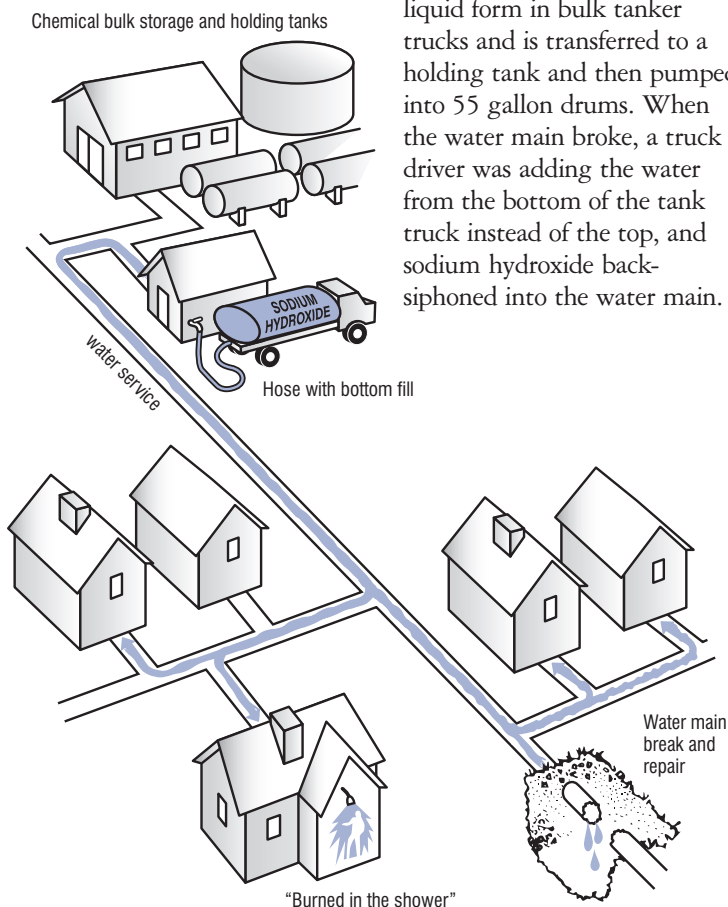 liquid form in bulk tanker
trucks and is transferred to a
holding tank and then pumped
into 55 gallon drums. When
the water main broke, a truck
driver was adding the water
from the bottom of the tank
truck instead of the top, and
sodium hydroxide back-
siphoned into the water main.
Chemical bulk storage and holding tanks
SODIUM
HYDROXIDE
water service
Hose with bottom fill
Water main
break and
repair
“Burned in the shower”